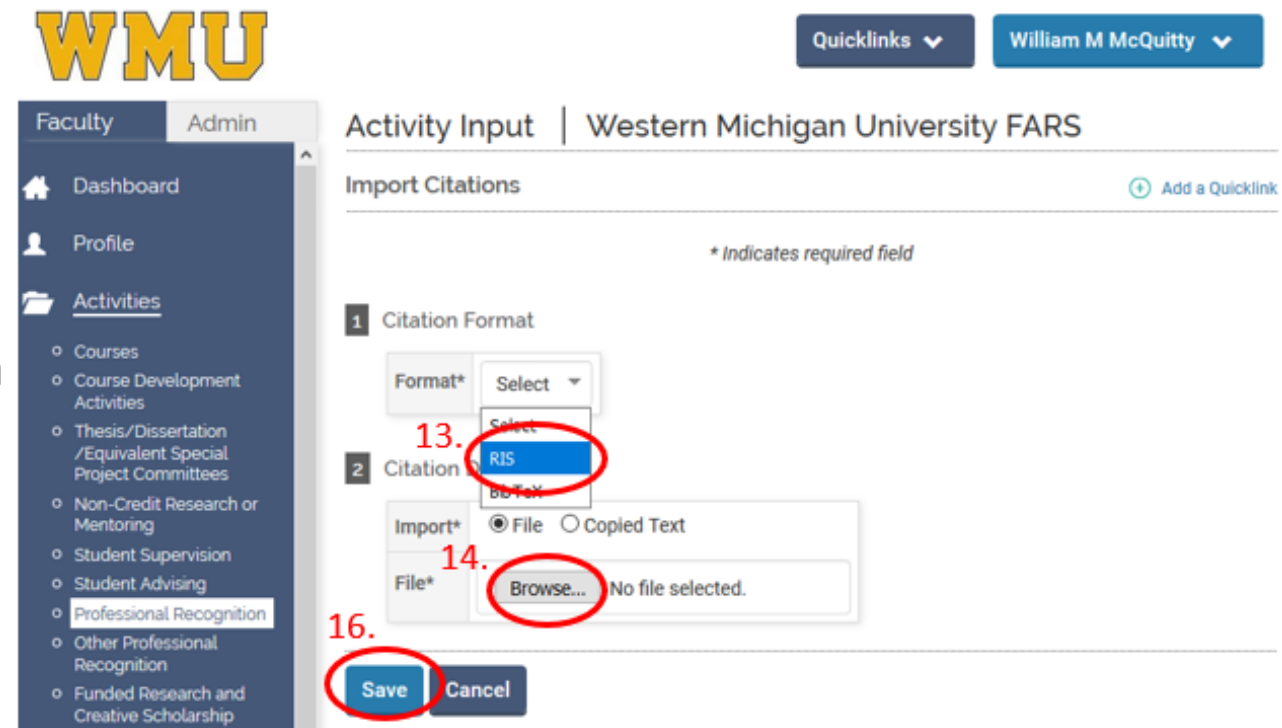 WMU
Quicklinks
William M McQuitty
Faculty
Admin
Activity Input | Western Michigan University FARS
Dashboard
Import Citations
Add a Quicklink
Profile
* Indicates required field
Activities
1 Citation Format
Courses
Course Development
Activities
Format*
Select
Thesis/Dissertation
/Equivalent Special
Project Committees
13.
Select
RIS
BibTeX
2 Citation D
Non-Credit Research or
Mentoring
Import*
File
Copied Text
Student Supervision
14.
Student Advising
File*
Browse...
No file selected.
Professional Recognition
16.
Other Professional
Recognition
Funded Research and
Creative Scholarship
Save
Cancel